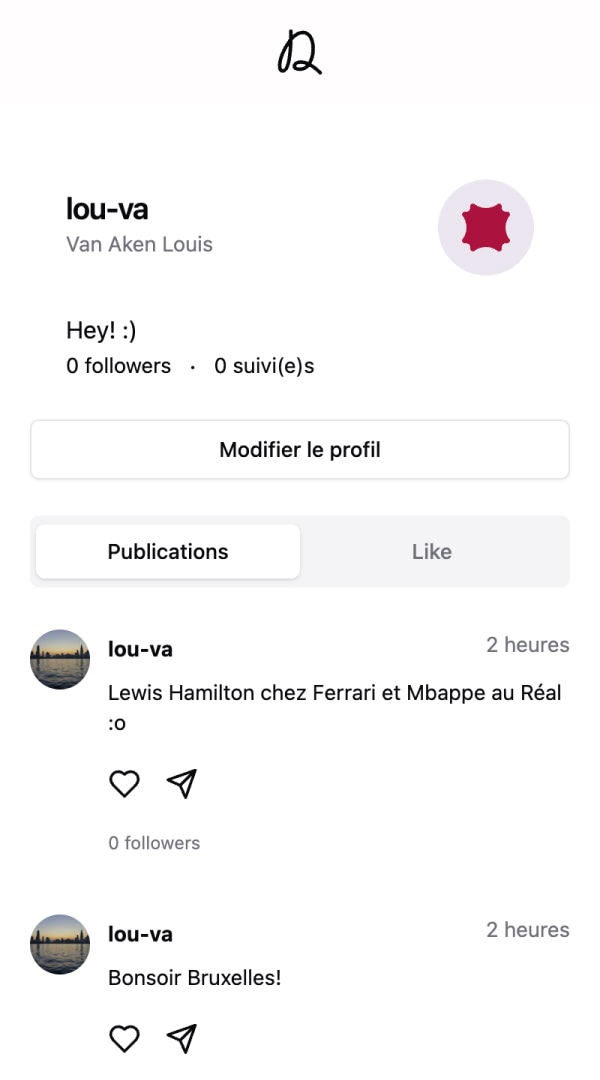 lou-va
Van Aken Louis
Hey! :)
0 followers · 0 suivi(e)s
Modifier le profil
Publications Like
lou-va 2 heures
Lewis Hamilton chez Ferrari et Mbappe au Réal
:o
0 followers
lou-va 2 heures
Bonsoir Bruxelles!